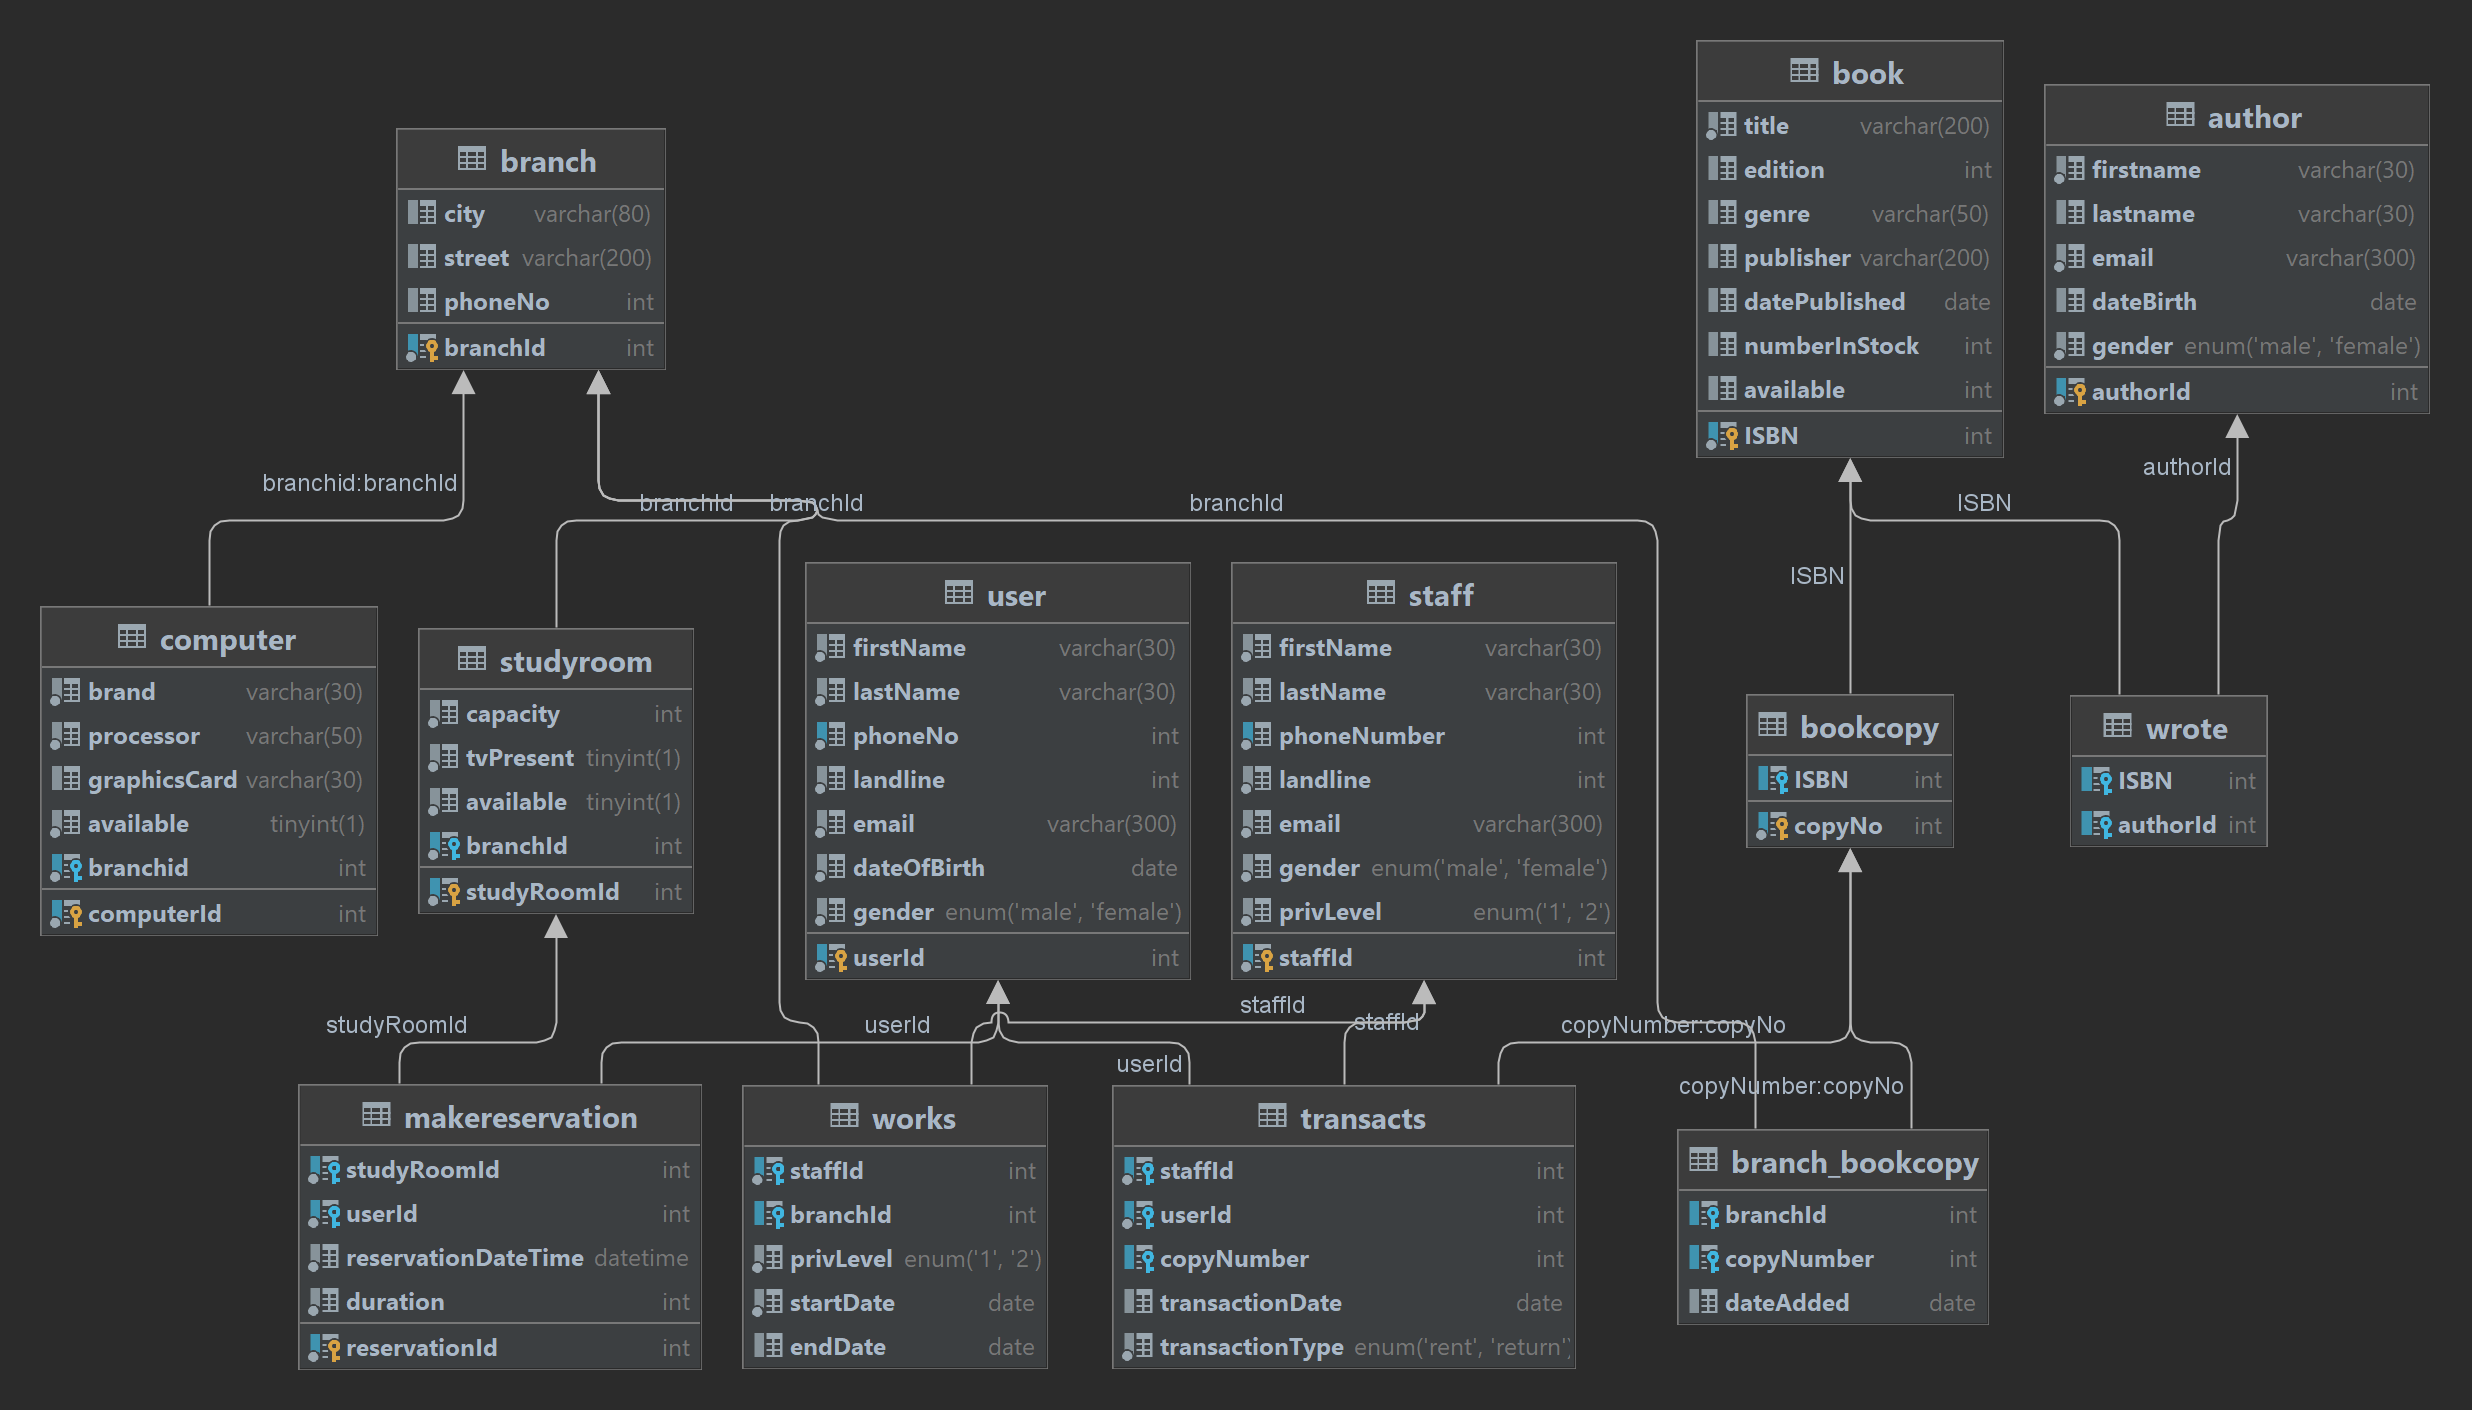 branch
city varchar(80)
street varchar(200)
phoneNo int
branchId int
book
title varchar(200)
edition int
genre varchar(50)
publisher varchar(200)
datePublished date
numberInStock int
available int
ISBN int
author
firstname varchar(30)
lastname varchar(30)
email varchar(300)
dateBirth date
gender enum('male', 'female')
authorId int
branchid:branchId
branchId
branchId
branchId
ISBN
ISBN
authorId
computer
brand varchar(30)
processor varchar(50)
graphicsCard varchar(30)
available tinyint(1)
branchid int
computerId int
studyroom
capacity int
tvPresent tinyint(1)
available tinyint(1)
branchId int
studyRoomId int
user
firstName varchar(30)
lastName varchar(30)
phoneNo int
landline int
email varchar(300)
dateOfBirth date
gender enum('male', 'female')
userId int
staff
firstName varchar(30)
lastName varchar(30)
phoneNumber int
landline int
email varchar(300)
gender enum('male', 'female')
privLevel enum('1', '2')
staffId int
bookcopy
ISBN int
copyNo int
wrote
ISBN int
authorId int
studyRoomId
userId
staffId
staffId
userId
copyNumber:copyNo
copyNumber:copyNo
makereservation
studyRoomId int
userId int
reservationDateTime datetime
duration int
reservationId int
works
staffId int
branchId int
privLevel enum('1', '2')
startDate date
endDate date
transacts
staffId int
userId int
copyNumber int
transactionDate date
transactionType enum('rent', 'return')
branch_bookcopy
branchId int
copyNumber int
dateAdded date